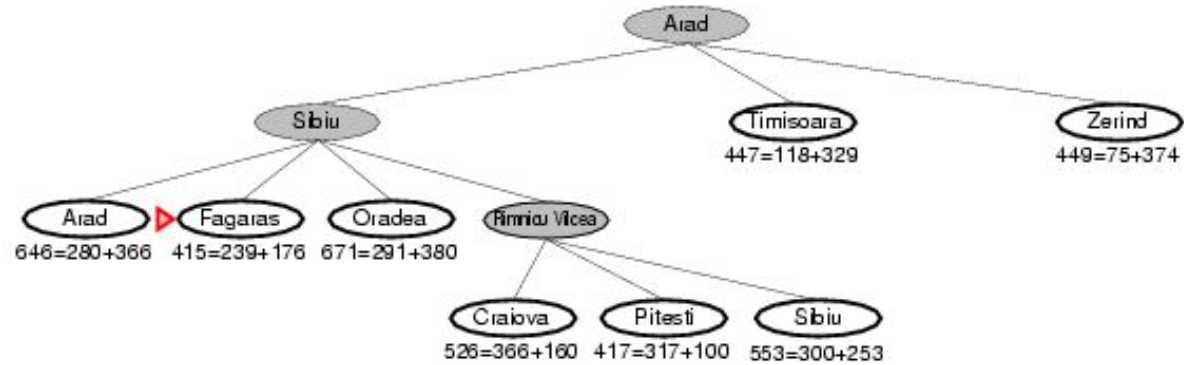 Arad
Sibiu
Timisoara
Zerind
447=118+329
449=75+374
Arad
Fagaras
Oradea
Rimnicu Vilcea
646=280+366
415=239+176
671=291+380
Craiova
Pitesti
Sibiu
526=366+160
417=317+100
553=300+253